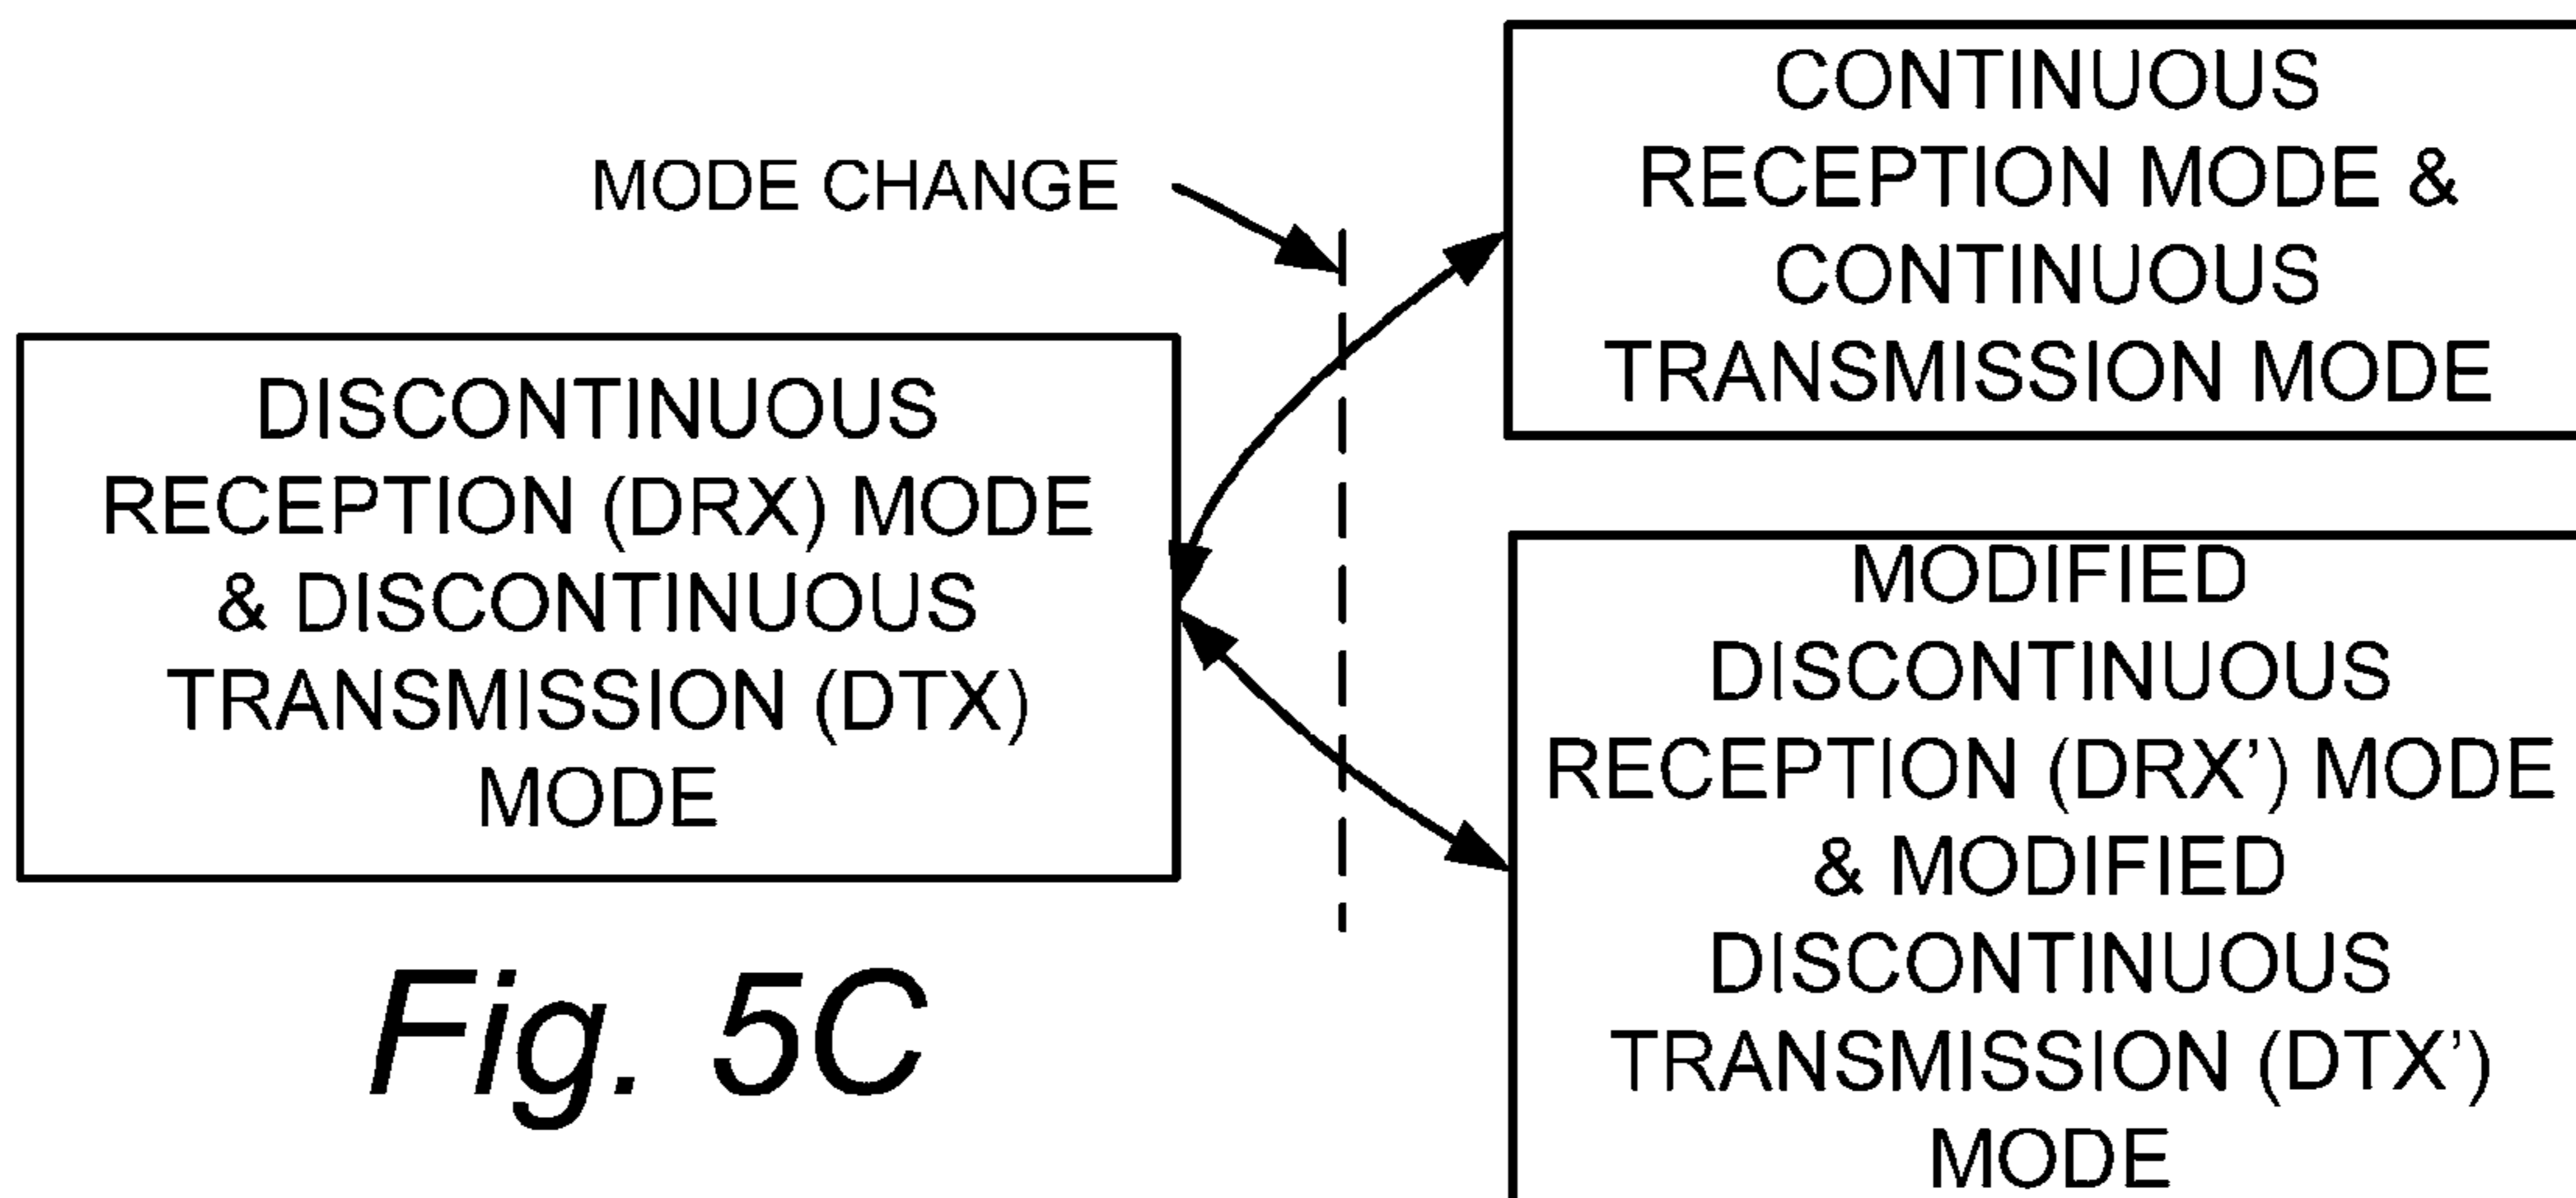 MODE CHANGE
DISCONTINUOUS
RECEPTION (DRX) MODE
& DISCONTINUOUS
TRANSMISSION (DTX)
MODE
CONTINUOUS
RECEPTION MODE &
CONTINUOUS
TRANSMISSION MODE
MODIFIED
DISCONTINUOUS
RECEPTION (DRX’) MODE
& MODIFIED
DISCONTINUOUS
TRANSMISSION (DTX’)
MODE
Fig. 5C